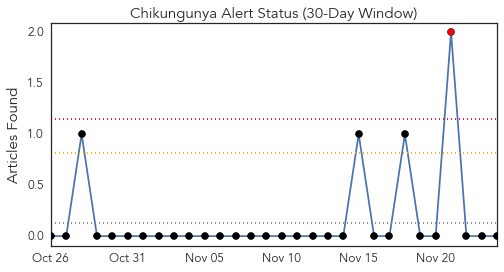 Chikungunya Alert Status (30-Day Window)
Articles Found
2.0
1.5
1.0
0.5
0.0
Oct 26 Oct 31 Nov 05 Nov 10 Nov 15 Nov 20